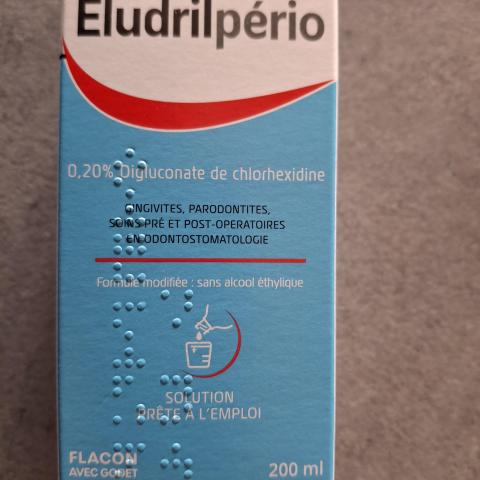 Eludrilpério
0,20% Digluconate de chlorhexidine
GINGIVITES, PARODONTITES,
SOINS PRÉ ET POST-OPERATOIRES
EN ODONTOSTOMATOLOGIE
Formule modifiée : sans alcool éthylique
SOLUTION
PRÊTE À L'EMPLOI
FLACON
AVEC GODET
200 ml